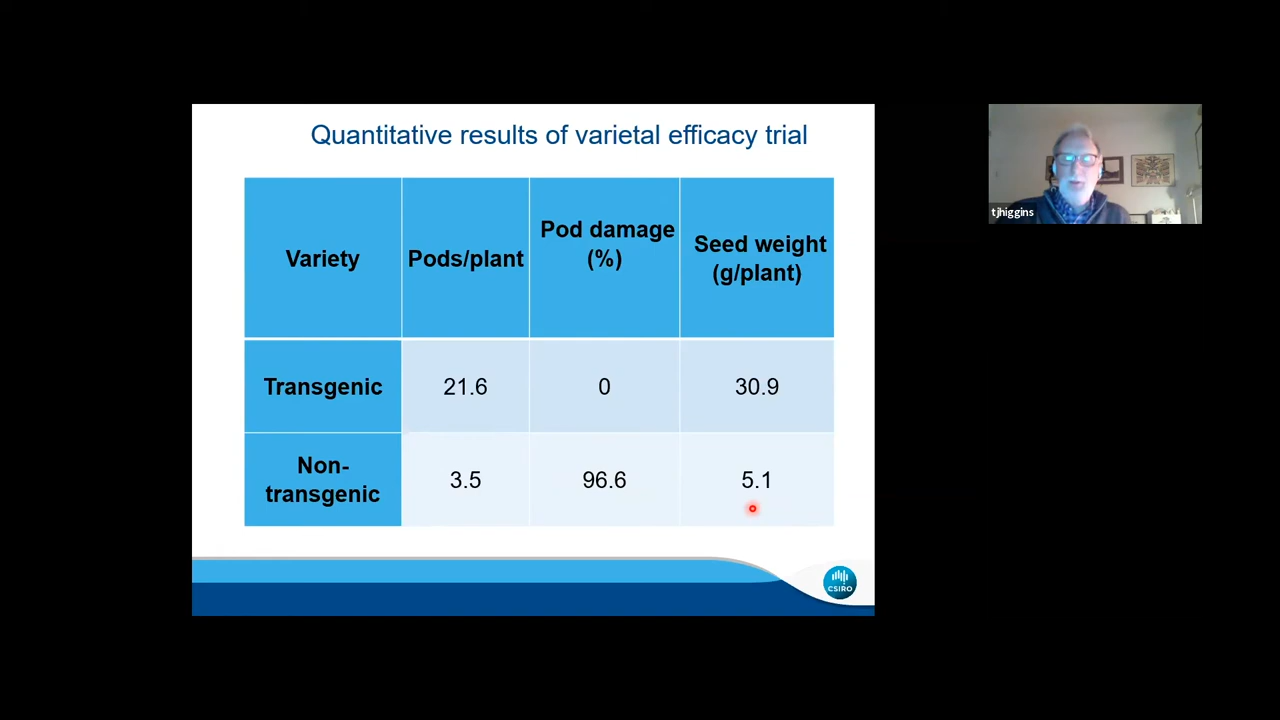 Quantitative results of varietal efficacy trial
Variety
Pods/plant
Pod damage
(%)
Seed weight
(g/plant)
Transgenic
21.6
0
30.9
Non-
transgenic
3.5
96.6
5.1
CSIRO
tjhiggins